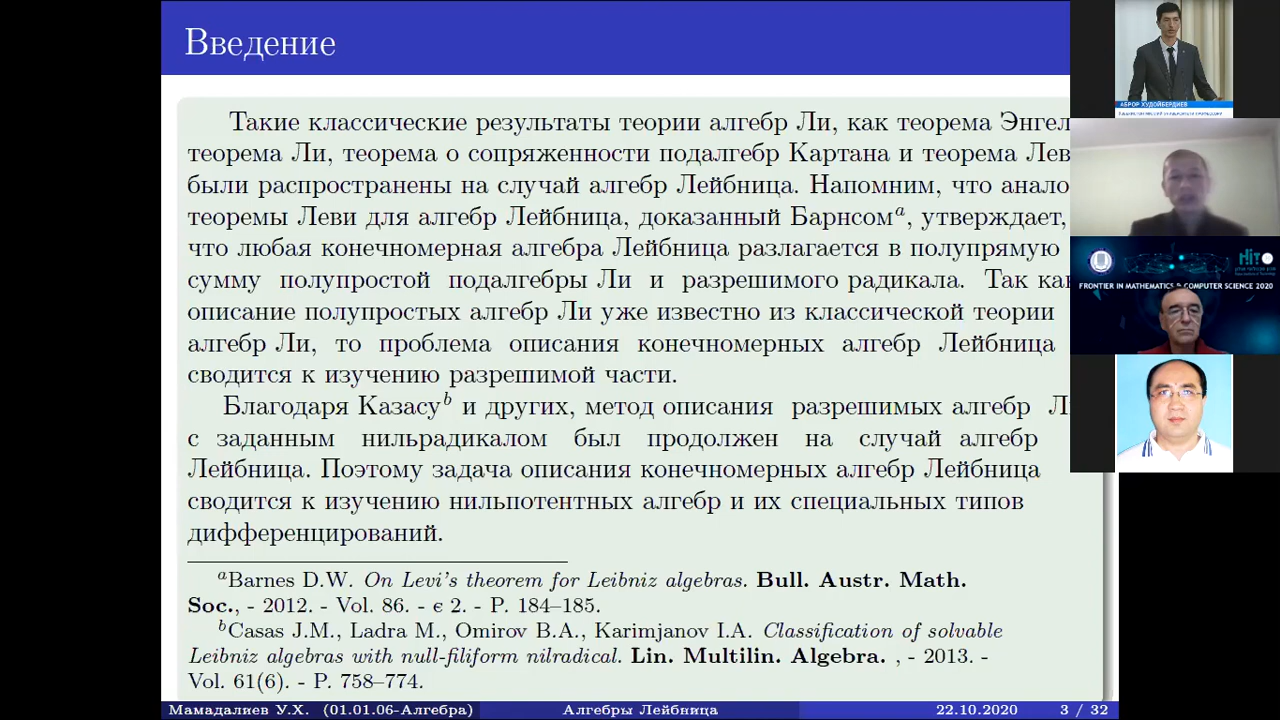 Введение
Такие классические результаты теории алгебр Ли, как теорема
теорема Ли, теорема о сопряженности подалгебр Картана и теорема
были распространены на случай алгебр Лейбница. Напомним, что
теоремы Леви для алгебр Лейбница, доказанный Барнсомᵃ, утверждает,
что любая конечномерная алгебра Лейбница разлагается в полупрямую
сумму полупростой подалгебры Ли и разрешимого радикала. Так
описание полупростых алгебр Ли уже известно из классической теории
алгебр Ли, то проблема описания конечномерных алгебр Лейбница
сводится к изучению разрешимой части.
Благодаря Казасуᵇ и других, метод описания разрешимых алгебр
с заданным нильрадикалом был продолжен на случай алгебр
Лейбница. Поэтому задача описания конечномерных алгебр Лейбница
сводится к изучению нильпотентных алгебр и их специальных типов
дифференцирований.
ᵃBarnes D.W. On Levi's theorem for Leibniz algebras. Bull. Austr. Math.
Soc., - 2012. - Vol. 86. - є 2. - P. 184–185.
ᵇCasas J.M., Ladra M., Omirov B.A., Karimjanov I.A. Classification of solvable
Leibniz algebras with null-filiform nilradical. Lin. Multilin. Algebra. , - 2013. -
Vol. 61(6). - P. 758–774.
Мамадалиев У.Х. (01.01.06-Алгебра) Алгебры Лейбница 22.10.2020 3 / 32
АБРОР ХУДОЙБЕРДИЕВ
HiT
FRONTIER IN MATHEMATICS & COMPUTER SCIENCE 2020